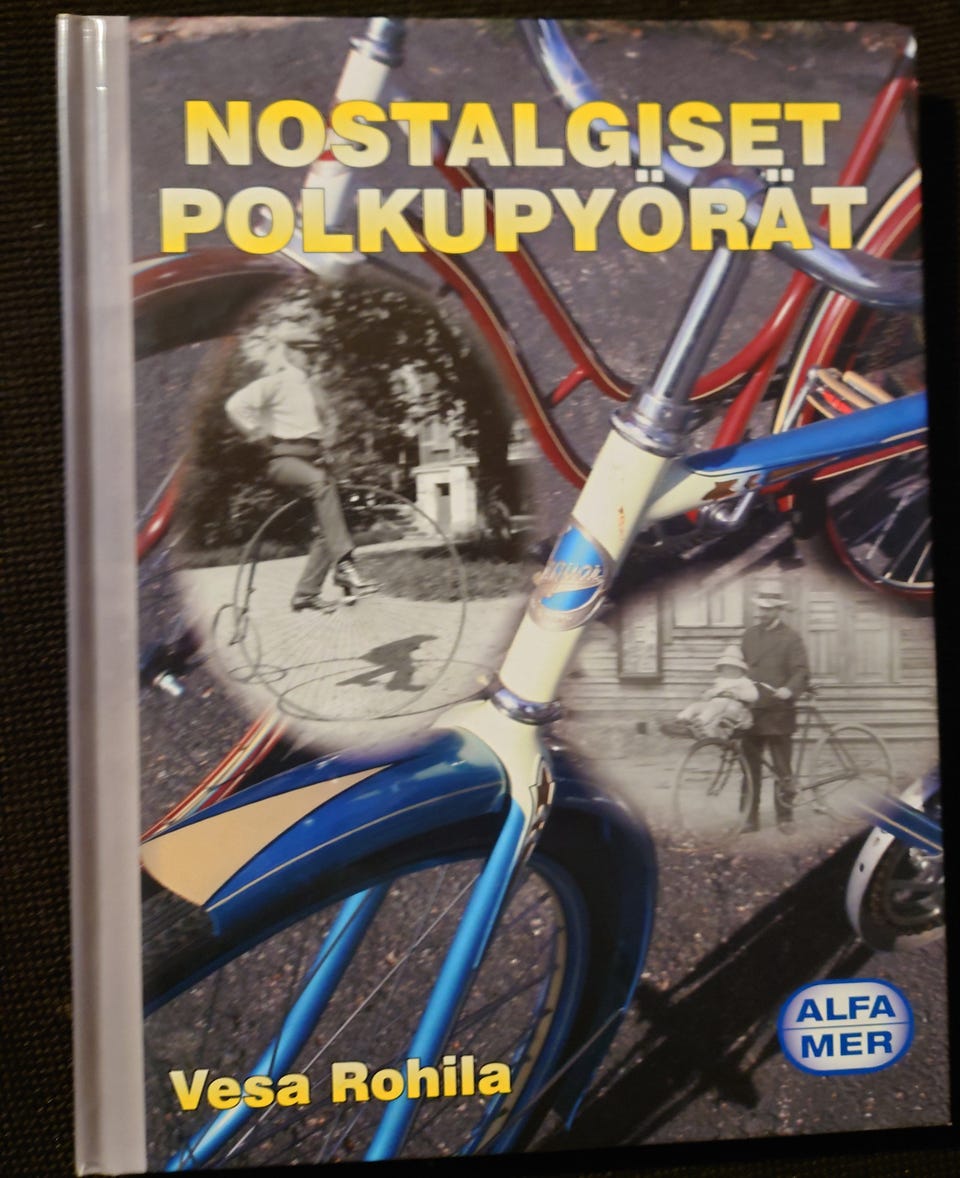 NOSTALGISET
POLKUPYÖRÄT
Vesa Rohila
ALFA
MER